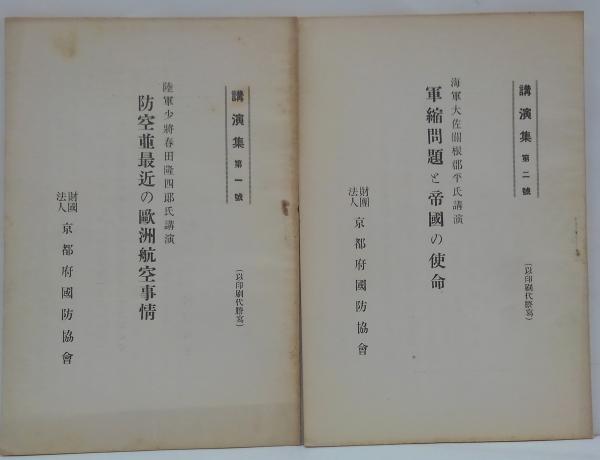 講演集 第二號
(以印刷代謄寫)
海軍大佐關根郡平氏講演
軍縮問題と帝國の使命
財團法人 京都府國防協會
講演集 第一號
(以印刷代謄寫)
陸軍少將春田隆四郎氏講演
防空並最近の歐洲航空事情
財團法人 京都府國防協會